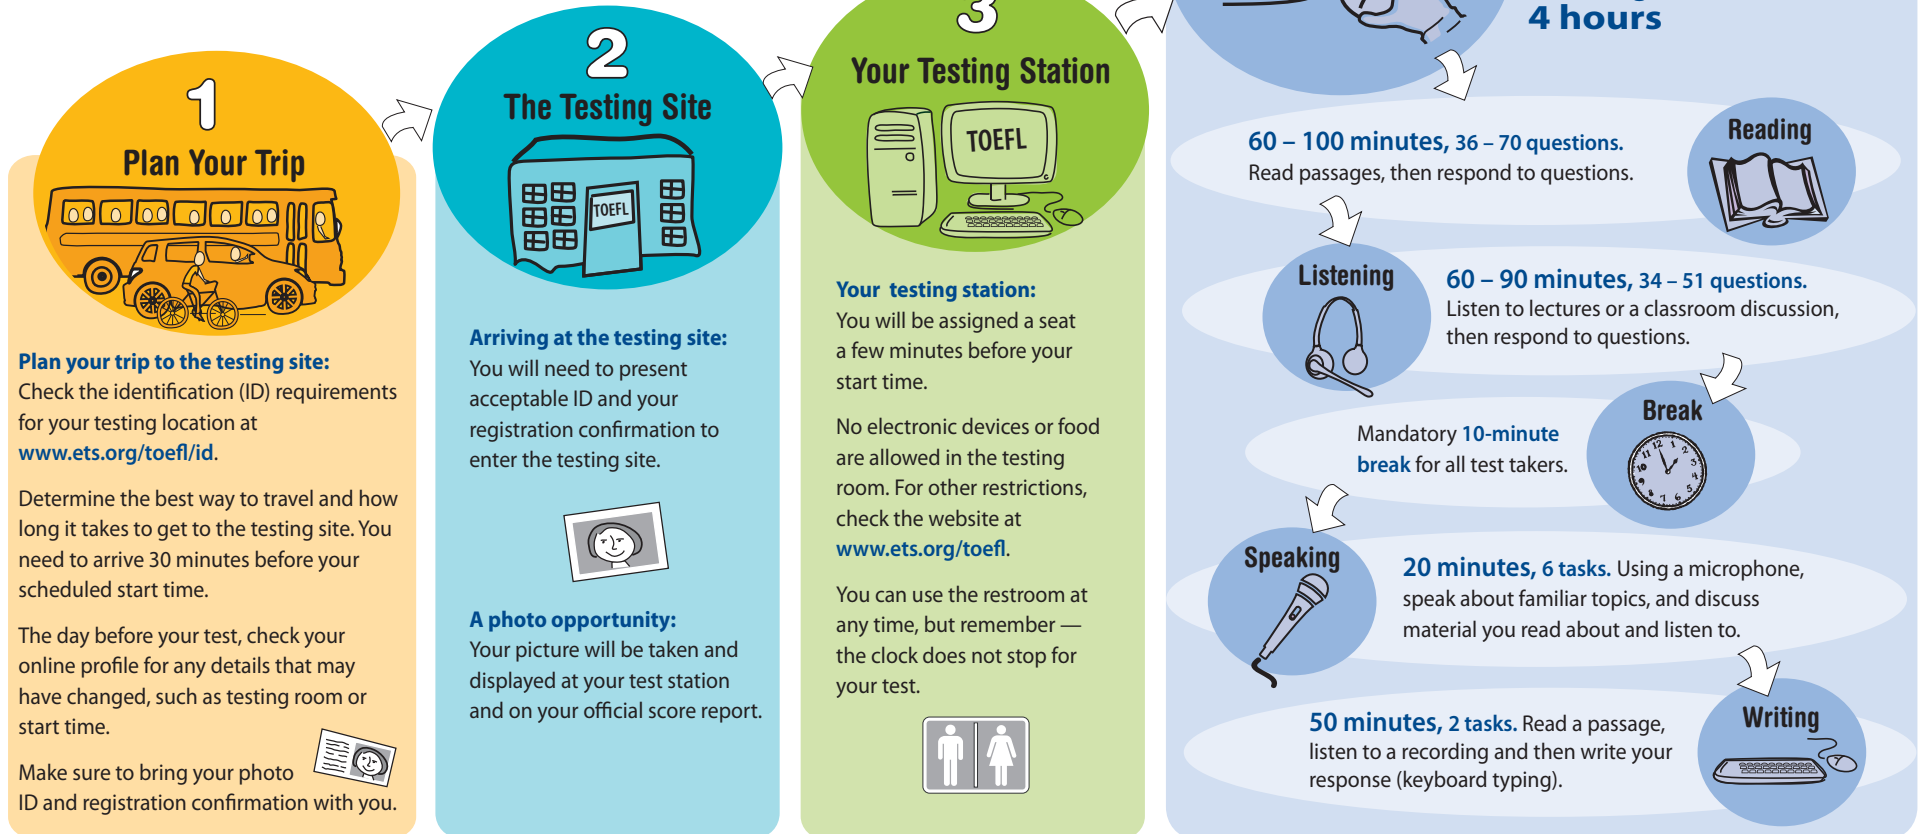 1
Plan Your Trip
Plan your trip to the testing site:
Check the identification (ID) requirements
for your testing location at
www.ets.org/toefl/id.
Determine the best way to travel and how
long it takes to get to the testing site. You
need to arrive 30 minutes before your
scheduled start time.
The day before your test, check your
online profile for any details that may
have changed, such as testing room or
start time.
Make sure to bring your photo
ID and registration confirmation with you.
2
The Testing Site
TOEFL
Arriving at the testing site:
You will need to present
acceptable ID and your
registration confirmation to
enter the testing site.
A photo opportunity:
Your picture will be taken and
displayed at your test station
and on your official score report.
3
Your Testing Station
TOEFL
Your testing station:
You will be assigned a seat
a few minutes before your
start time.
No electronic devices or food
are allowed in the testing
room. For other restrictions,
check the website at
www.ets.org/toefl.
You can use the restroom at
any time, but remember —
the clock does not stop for
your test.
4 hours
Reading
60 – 100 minutes, 36 – 70 questions.
Read passages, then respond to questions.
Listening
60 – 90 minutes, 34 – 51 questions.
Listen to lectures or a classroom discussion,
then respond to questions.
Break
12 1 2 3 4 5 6 7 8 9 10 11
Mandatory 10-minute
break for all test takers.
Speaking
20 minutes, 6 tasks. Using a microphone,
speak about familiar topics, and discuss
material you read about and listen to.
Writing
50 minutes, 2 tasks. Read a passage,
listen to a recording and then write your
response (keyboard typing).